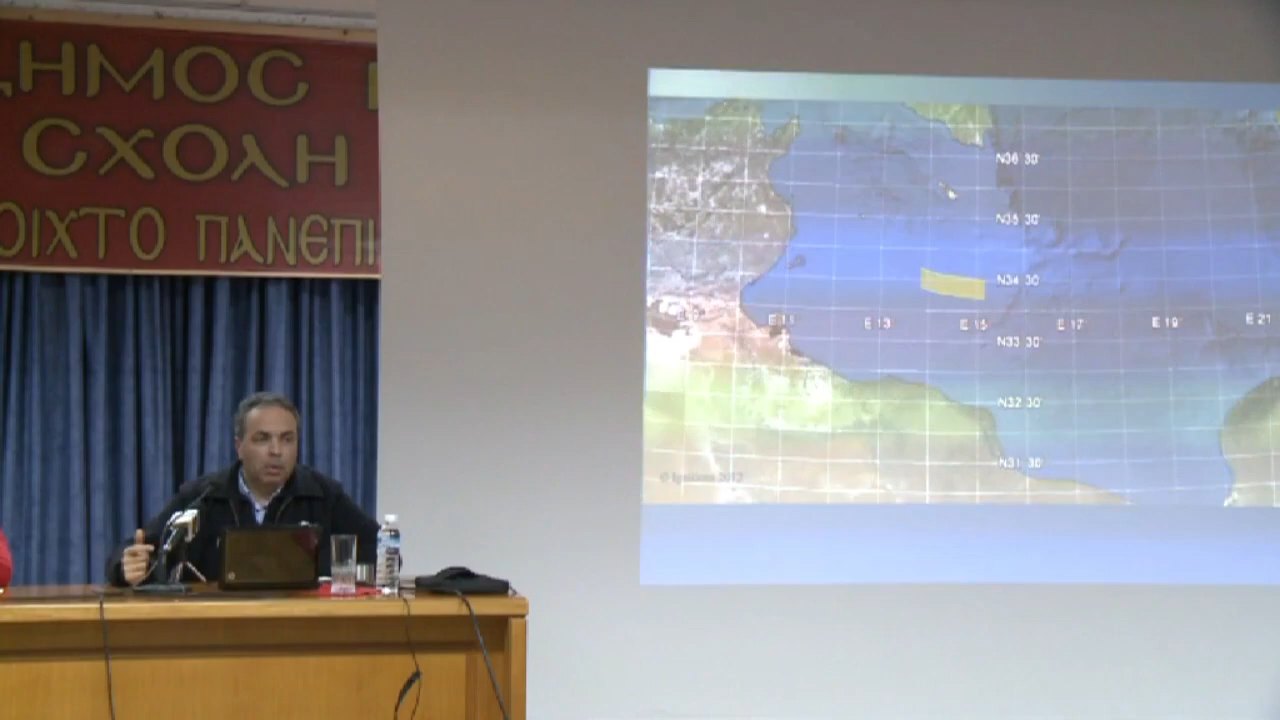 ΔΗΜΟΣ
ΣΧΟΛΗ
ΟΙΧΤΟ ΠΑΝΕΠΙ
N36 30'
N35 30'
N34 30'
E 11 E 13 E 15 E 17 E 19 E 21
N33 30'
N32 30'
N31 30'